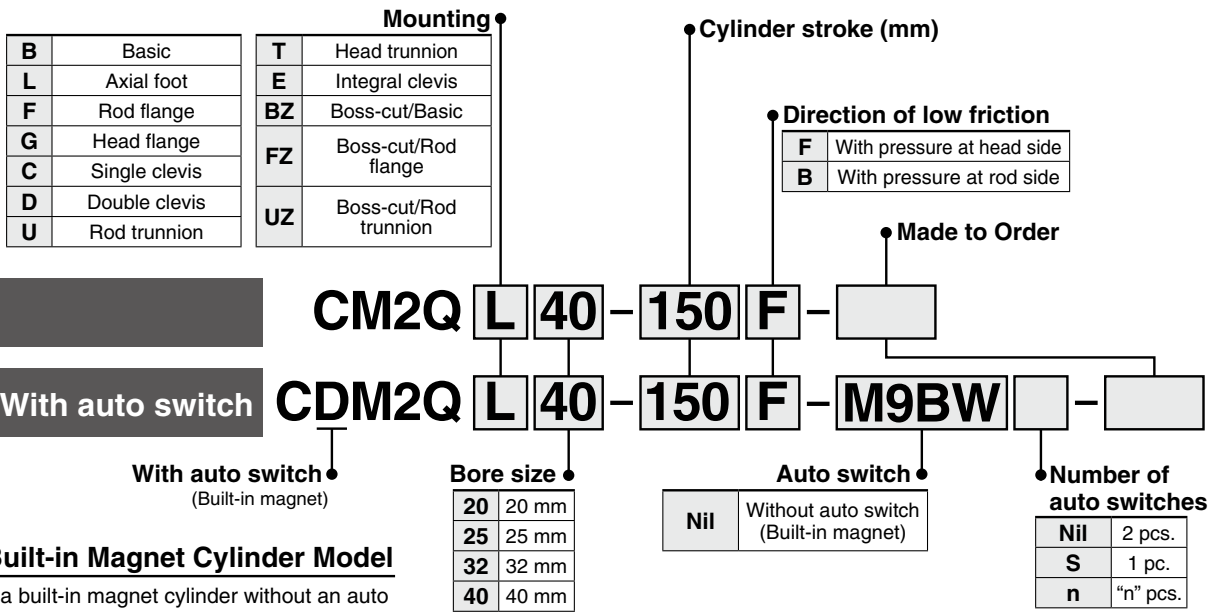 Mounting
B Basic
L Axial foot
F Rod flange
G Head flange
C Single clevis
D Double clevis
U Rod trunnion
T Head trunnion
E Integral clevis
BZ Boss-cut/Basic
FZ Boss-cut/Rod
flange
UZ Boss-cut/Rod
trunnion
Cylinder stroke (mm)
Direction of low friction
F With pressure at head side
B With pressure at rod side
Made to Order
CM2Q L 40 – 150 F –
With auto switch CDM2Q L 40 – 150 F – M9BW –
With auto switch
(Built-in magnet)
Bore size
20 20 mm
25 25 mm
32 32 mm
40 40 mm
Auto switch
Nil Without auto switch
(Built-in magnet)
Number of
auto switches
Nil 2 pcs.
S 1 pc.
n “n” pcs.
Built-in Magnet Cylinder Model
a built-in magnet cylinder without an auto